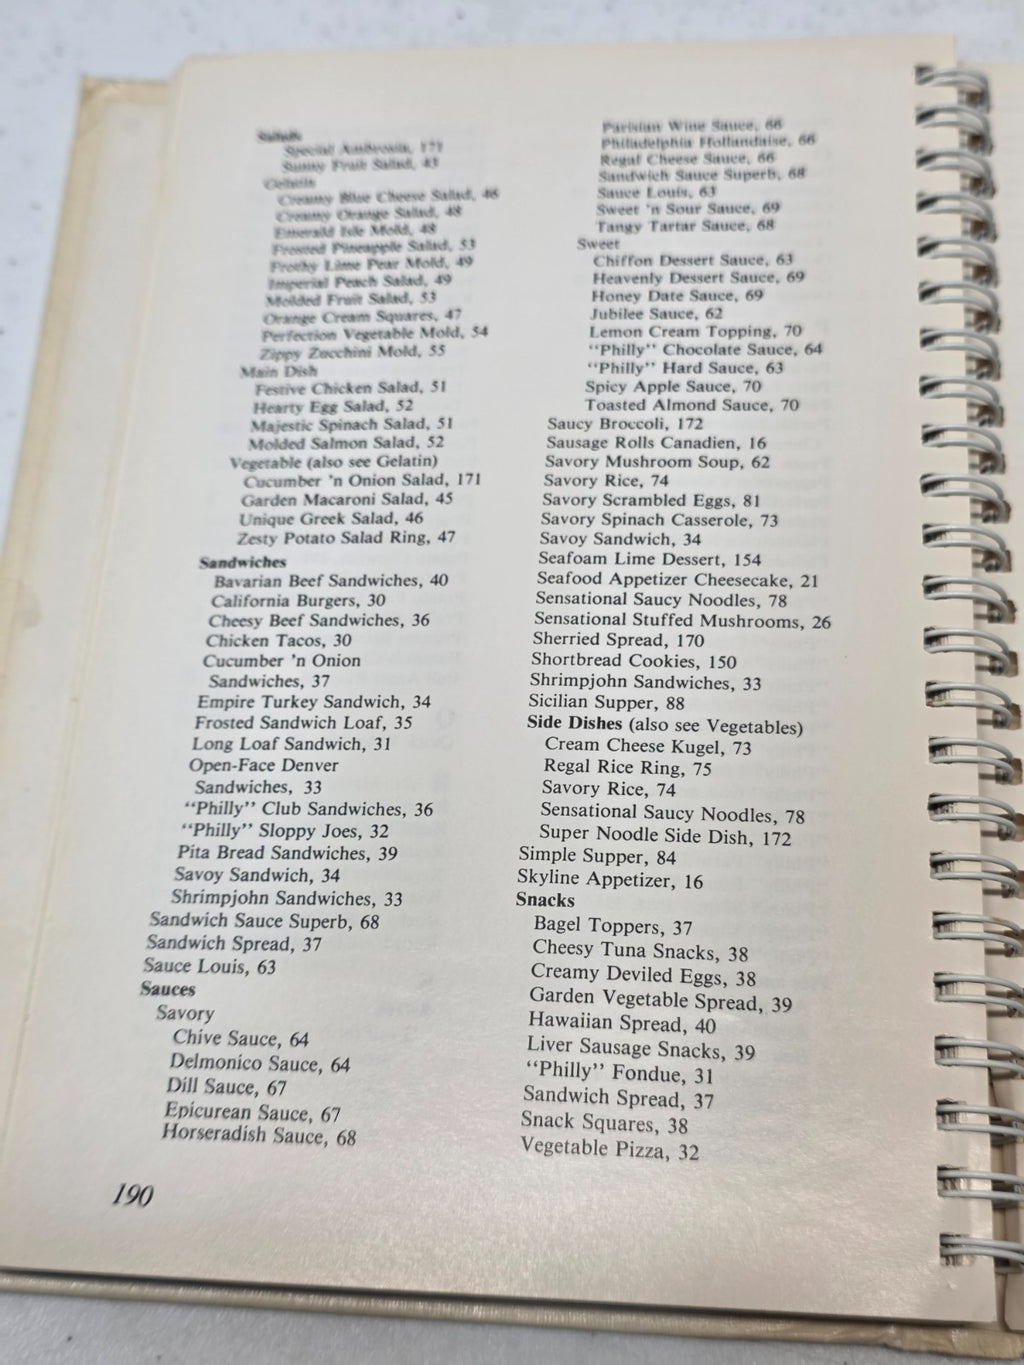 Salads
Special Ambrosia, 171
Sunny Fruit Salad, 43
Gelatin
Creamy Blue Cheese Salad, 46
Creamy Orange Salad, 48
Emerald Isle Mold, 48
Frosted Pineapple Salad, 53
Frothy Lime Pear Mold, 49
Imperial Peach Salad, 49
Molded Fruit Salad, 53
Orange Cream Squares, 47
Perfection Vegetable Mold, 54
Zippy Zucchini Mold, 55
Main Dish
Festive Chicken Salad, 51
Hearty Egg Salad, 52
Majestic Spinach Salad, 51
Molded Salmon Salad, 52
Vegetable (also see Gelatin)
Cucumber 'n Onion Salad, 171
Garden Macaroni Salad, 45
Unique Greek Salad, 46
Zesty Potato Salad Ring, 47
Sandwiches
Bavarian Beef Sandwiches, 40
California Burgers, 30
Cheesy Beef Sandwiches, 36
Chicken Tacos, 30
Cucumber 'n Onion
Sandwiches, 37
Empire Turkey Sandwich, 34
Frosted Sandwich Loaf, 35
Long Loaf Sandwich, 31
Open-Face Denver
Sandwiches, 33
"Philly" Club Sandwiches, 36
"Philly" Sloppy Joes, 32
Pita Bread Sandwiches, 39
Savoy Sandwich, 34
Shrimpjohn Sandwiches, 33
Sandwich Sauce Superb, 68
Sandwich Spread, 37
Sauce Louis, 63
Sauces
Savory
Chive Sauce, 64
Delmonico Sauce, 64
Dill Sauce, 67
Epicurean Sauce, 67
Horseradish Sauce, 68
Parisian Wine Sauce, 66
Philadelphia Hollandaise, 66
Regal Cheese Sauce, 66
Sandwich Sauce Superb, 68
Sauce Louis, 63
Sweet 'n Sour Sauce, 69
Tangy Tartar Sauce, 68
Sweet
Chiffon Dessert Sauce, 63
Heavenly Dessert Sauce, 69
Honey Date Sauce, 69
Jubilee Sauce, 62
Lemon Cream Topping, 70
"Philly" Chocolate Sauce, 64
"Philly" Hard Sauce, 63
Spicy Apple Sauce, 70
Toasted Almond Sauce, 70
Saucy Broccoli, 172
Sausage Rolls Canadien, 16
Savory Mushroom Soup, 62
Savory Rice, 74
Savory Scrambled Eggs, 81
Savory Spinach Casserole, 73
Savoy Sandwich, 34
Seafoam Lime Dessert, 154
Seafood Appetizer Cheesecake, 21
Sensational Saucy Noodles, 78
Sensational Stuffed Mushrooms, 26
Sherried Spread, 170
Shortbread Cookies, 150
Shrimpjohn Sandwiches, 33
Sicilian Supper, 88
Side Dishes (also see Vegetables)
Cream Cheese Kugel, 73
Regal Rice Ring, 75
Savory Rice, 74
Sensational Saucy Noodles, 78
Super Noodle Side Dish, 172
Simple Supper, 84
Skyline Appetizer, 16
Snacks
Bagel Toppers, 37
Cheesy Tuna Snacks, 38
Creamy Deviled Eggs, 38
Garden Vegetable Spread, 39
Hawaiian Spread, 40
Liver Sausage Snacks, 39
"Philly" Fondue, 31
Sandwich Spread, 37
Snack Squares, 38
Vegetable Pizza, 32
190